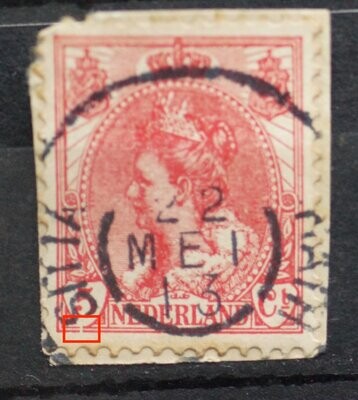 22
MEI
13
NEDERLAND
5 Ct